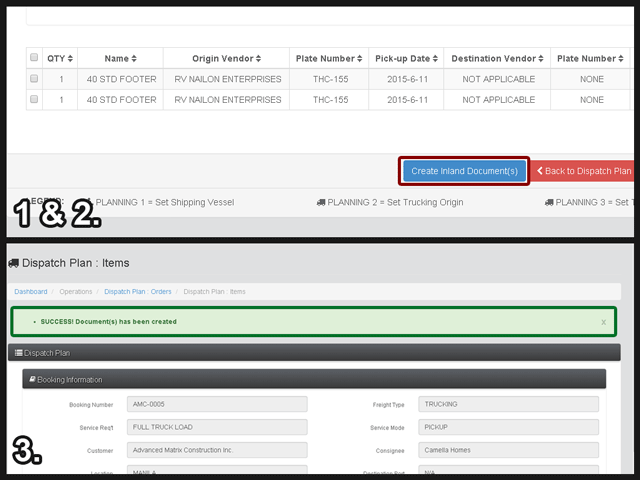 QTY Name Origin Vendor Plate Number Pick-up Date Destination Vendor Plate Number
1 40 STD FOOTER RV NAILON ENTERPRISES THC-155 2015-6-11 NOT APPLICABLE NONE
1 40 STD FOOTER RV NAILON ENTERPRISES THC-155 2015-6-11 NOT APPLICABLE NONE
Create Inland Document(s) Back to Dispatch Plan
PLANNING 1 = Set Shipping Vessel PLANNING 2 = Set Trucking Origin PLANNING 3 = Set
1 & 2.
Dispatch Plan : Items
Dashboard / Operations / Dispatch Plan : Orders / Dispatch Plan : Items
SUCCESS! Document(s) has been created x
Dispatch Plan
Booking Information
Booking Number AMC-0005 Freight Type TRUCKING
Service Req't FULL TRUCK LOAD Service Mode PICKUP
Customer Advanced Matrix Construction Inc. Consignee Camella Homes
Location MANILA Destination Port N/A
3.